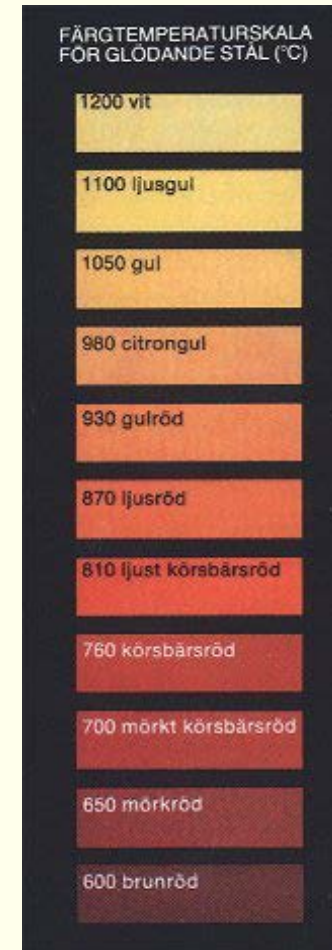 FÄRGTEMPERATURSKALA
FÖR GLÖDANDE STÅL (°C)
1200 vit
1100 ljusgul
1050 gul
980 citrongul
930 gulröd
870 ljusröd
810 ljust körsbärsröd
760 körsbärsröd
700 mörkt körsbärsröd
650 mörkröd
600 brunröd